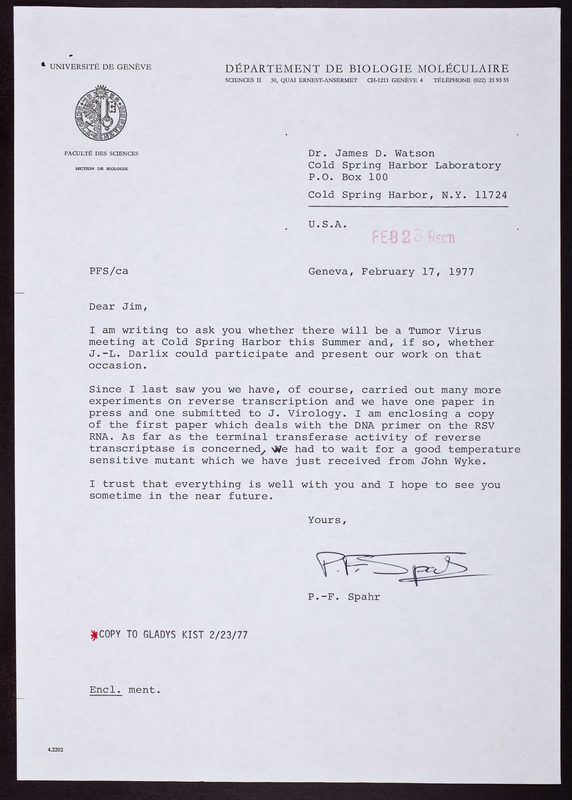 UNIVERSITÉ DE GENÈVE
DÉPARTEMENT DE BIOLOGIE MOLÉCULAIRE
SCIENCES II 30, QUAI ERNEST-ANSERMET CH-1211 GENÈVE 4 TÉLÉPHONE (022) 21 93 55
FACULTÉ DES SCIENCES
SECTION DE BIOLOGIE
Dr. James D. Watson
Cold Spring Harbor Laboratory
P.O. Box 100
Cold Spring Harbor, N.Y. 11724
U.S.A.
FEB 23 REC'D
PFS/ca
Geneva, February 17, 1977
Dear Jim,
I am writing to ask you whether there will be a Tumor Virus
meeting at Cold Spring Harbor this Summer and, if so, whether
J.-L. Darlix could participate and present our work on that
occasion.
Since I last saw you we have, of course, carried out many more
experiments on reverse transcription and we have one paper in
press and one submitted to J. Virology. I am enclosing a copy
of the first paper which deals with the DNA primer on the RSV
RNA. As far as the terminal transferase activity of reverse
transcriptase is concerned, we had to wait for a good temperature
sensitive mutant which we have just received from John Wyke.
I trust that everything is well with you and I hope to see you
sometime in the near future.
Yours,
P.F. Spahr
P.-F. Spahr
*COPY TO GLADYS KIST 2/23/77
Encl. ment.
4.2202